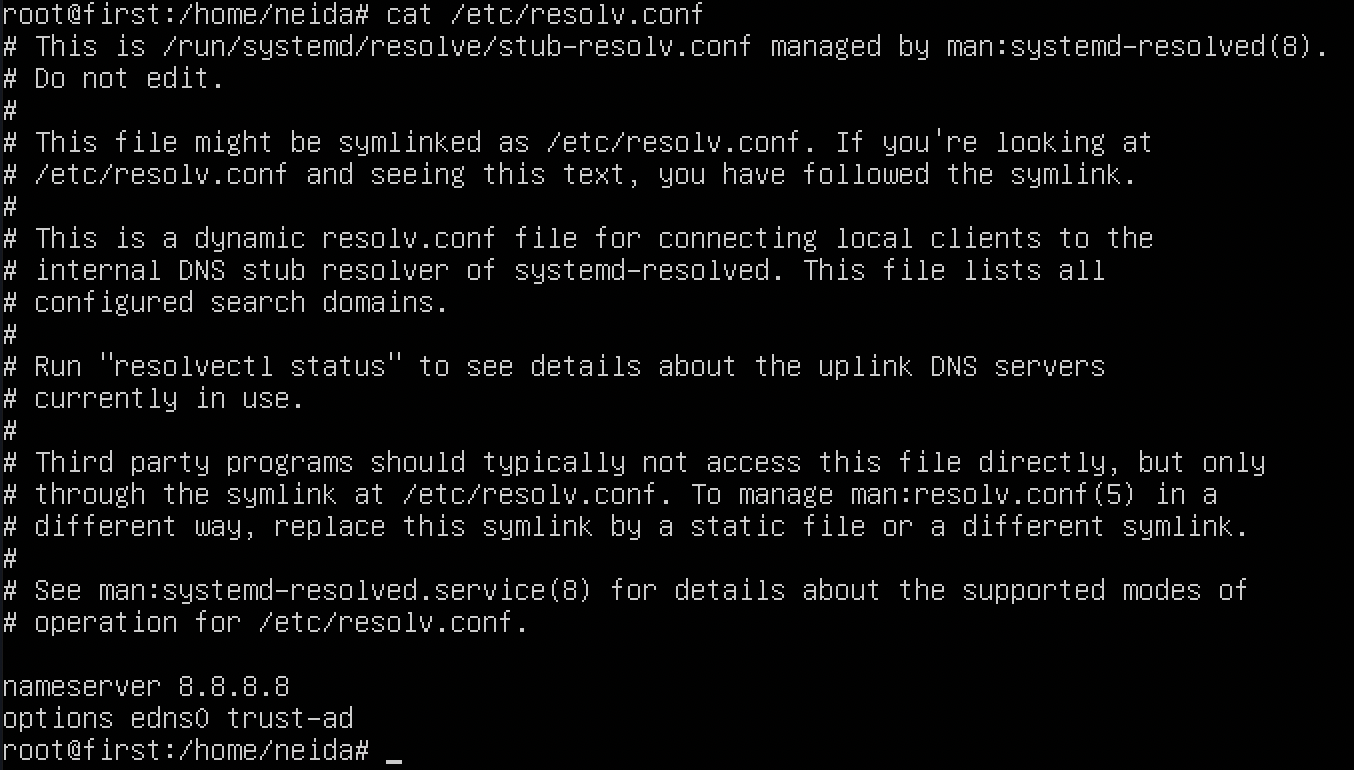 root@first:/home/neida# cat /etc/resolv.conf
# This is /run/systemd/resolve/stub-resolv.conf managed by man:systemd-resolved(8).
# Do not edit.
#
# This file might be symlinked as /etc/resolv.conf. If you're looking at
# /etc/resolv.conf and seeing this text, you have followed the symlink.
#
# This is a dynamic resolv.conf file for connecting local clients to the
# internal DNS stub resolver of systemd-resolved. This file lists all
# configured search domains.
#
# Run "resolvectl status" to see details about the uplink DNS servers
# currently in use.
#
# Third party programs should typically not access this file directly, but only
# through the symlink at /etc/resolv.conf. To manage man:resolv.conf(5) in a
# different way, replace this symlink by a static file or a different symlink.
#
# See man:systemd-resolved.service(8) for details about the supported modes of
# operation for /etc/resolv.conf.

nameserver 8.8.8.8
options edns0 trust-ad
root@first:/home/neida# _